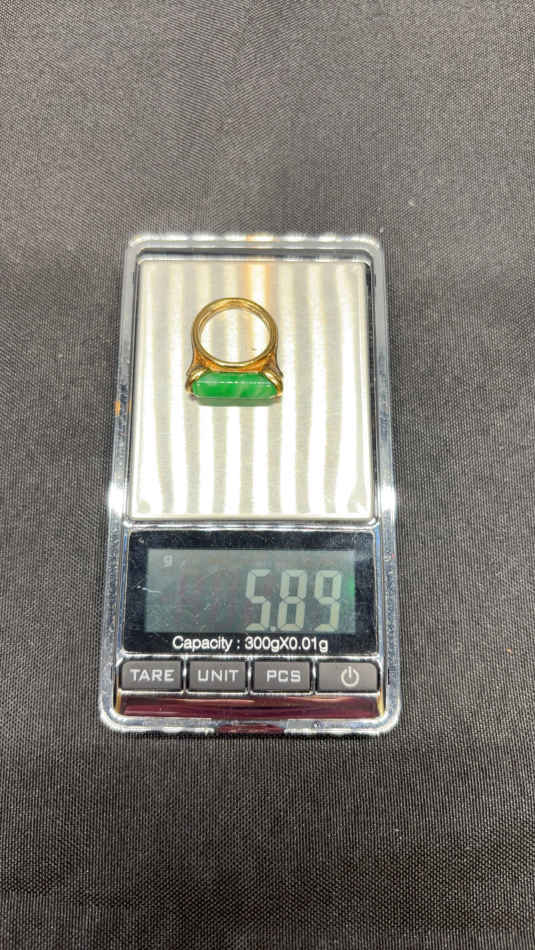 g
5.89
Capacity : 300gX0.01g
TARE UNIT PCS